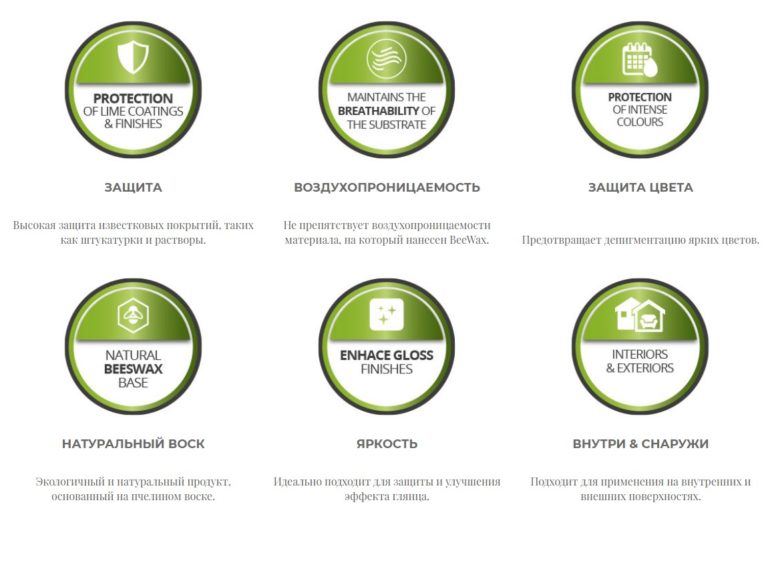 PROTECTION
OF LIME COATINGS
& FINISHES
MAINTAINS THE
BREATHABILITY OF
THE SUBSTRATE
PROTECTION
OF INTENSE
COLOURS
ЗАЩИТА
ВОЗДУХОПРОНИЦАЕМОСТЬ
ЗАЩИТА ЦВЕТА
Высокая защита известковых покрытий, таких
как штукатурки и растворы.
Не препятствует воздухопроницаемости
материала, на который нанесен BeeWax.
Предотвращает депигментацию ярких цветов.
NATURAL
BEESWAX
BASE
ENHACE GLOSS
FINISHES
INTERIORS
& EXTERIORS
НАТУРАЛЬНЫЙ ВОСК
ЯРКОСТЬ
ВНУТРИ & СНАРУЖИ
Экологичный и натуральный продукт,
основанный на пчелином воске.
Идеально подходит для защиты и улучшения
эффекта глянца.
Подходит для применения на внутренних и
внешних поверхностях.